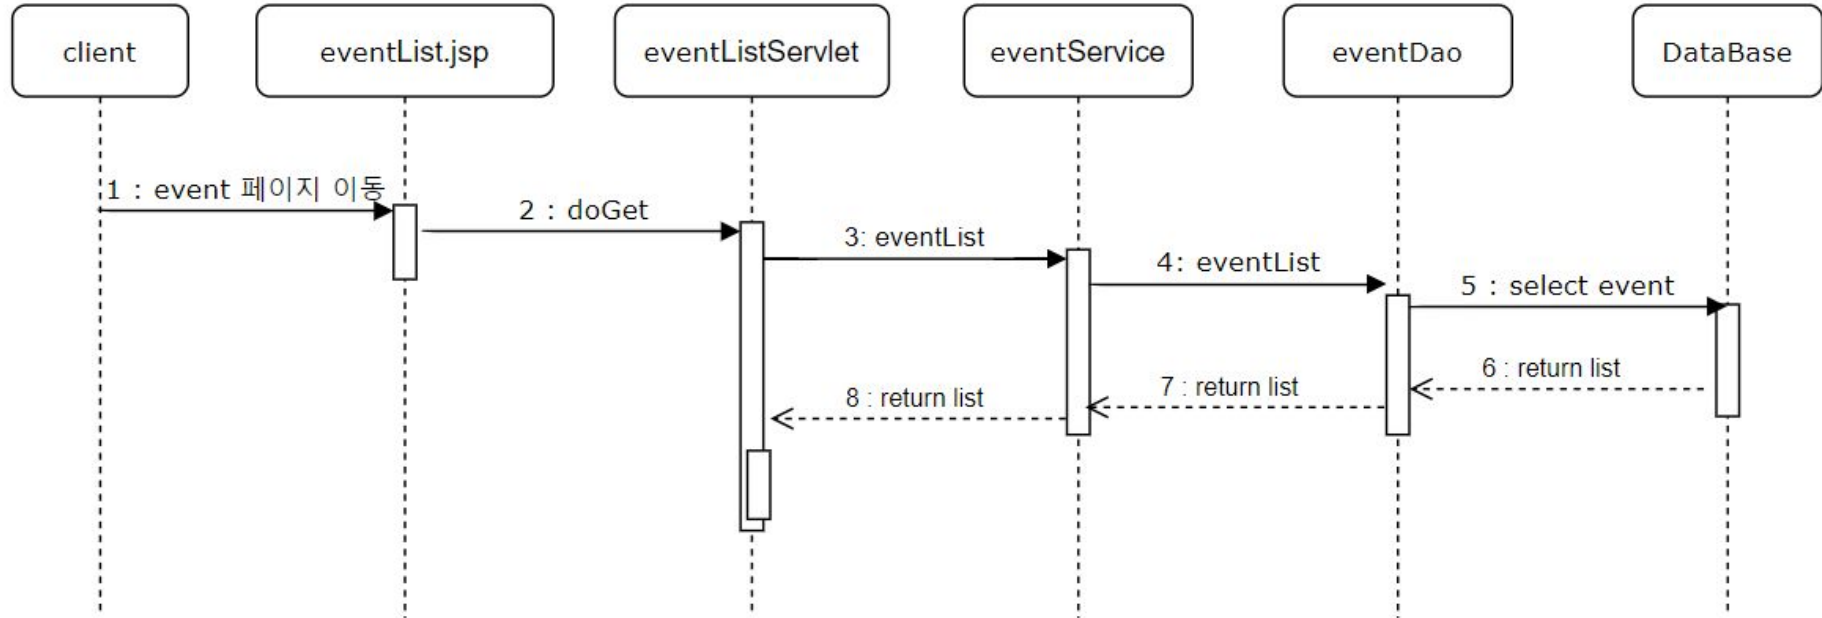 client
eventList.jsp
eventListServlet
eventService
eventDao
DataBase
1 : event 페이지 이동
2 : doGet
3: eventList
4: eventList
5 : select event
6 : return list
7 : return list
8 : return list